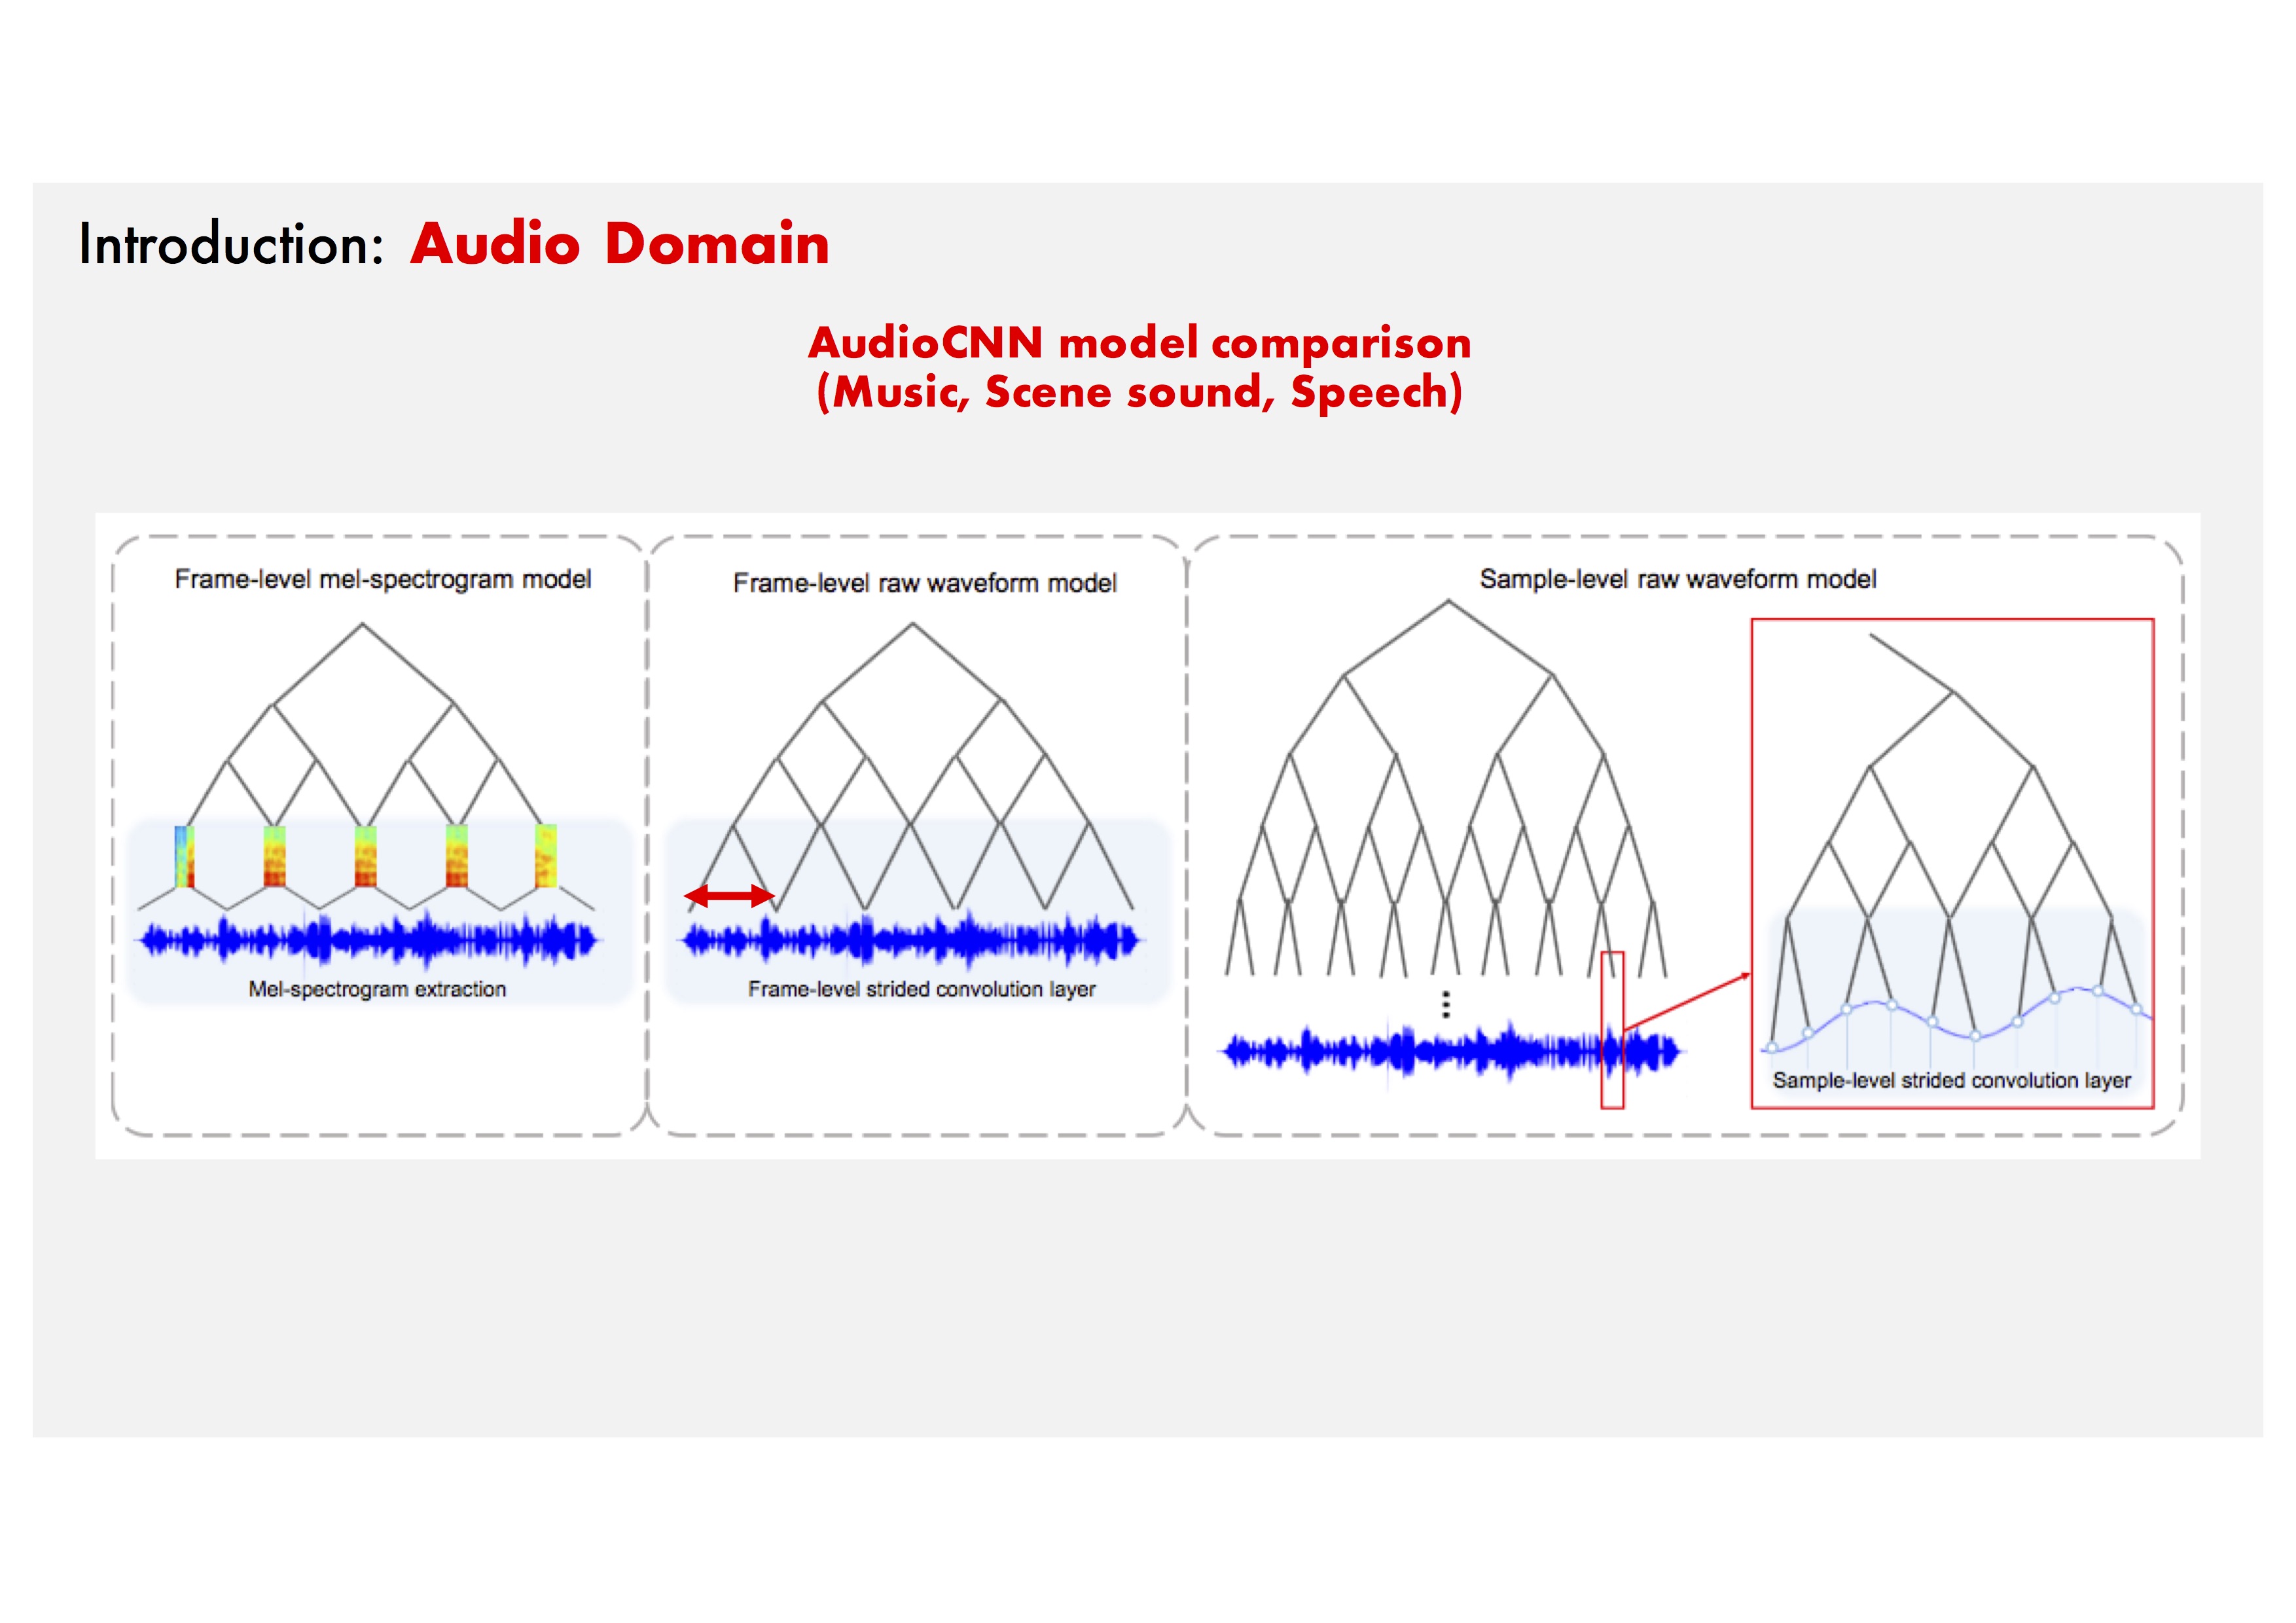 Introduction: Audio Domain
AudioCNN model comparison
(Music, Scene sound, Speech)
Frame-level mel-spectrogram model
Mel-spectrogram extraction
Frame-level raw waveform model
Frame-level strided convolution layer
Sample-level raw waveform model
Sample-level strided convolution layer